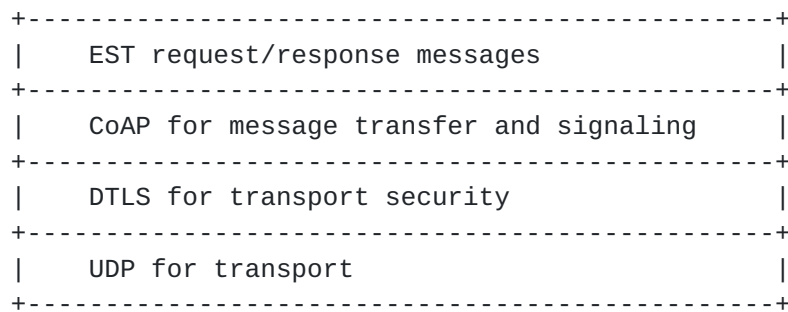 +------------------------------------------------+
|    EST request/response messages               |
+------------------------------------------------+
|    CoAP for message transfer and signaling     |
+------------------------------------------------+
|    DTLS for transport security                 |
+------------------------------------------------+
|    UDP for transport                           |
+------------------------------------------------+